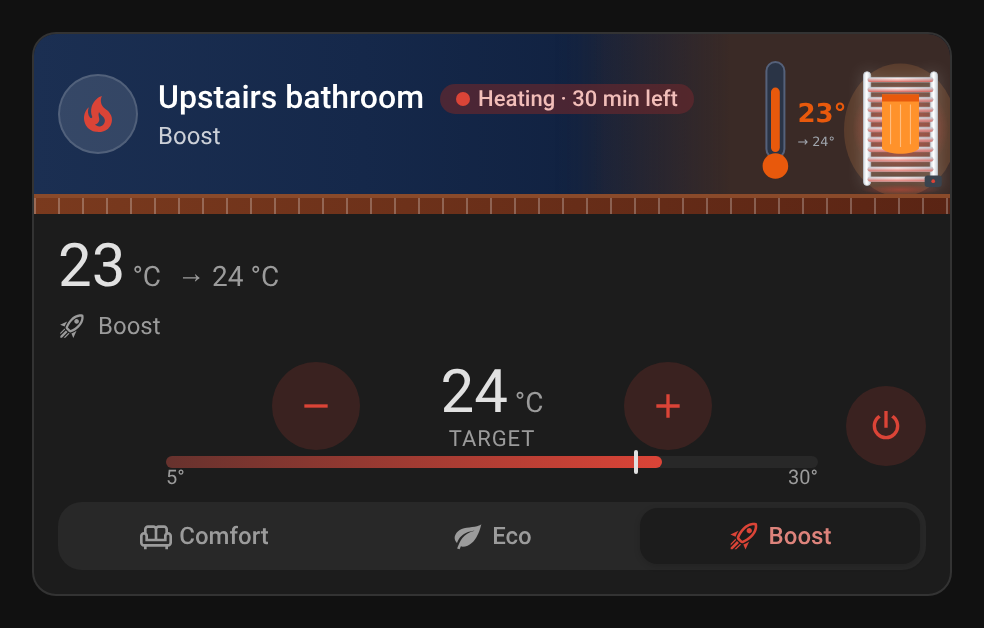 Upstairs bathroom
Heating · 30 min left
Boost
23°
→ 24°
23 °C → 24 °C
Boost
24 °C
TARGET
5°
30°
Comfort
Eco
Boost